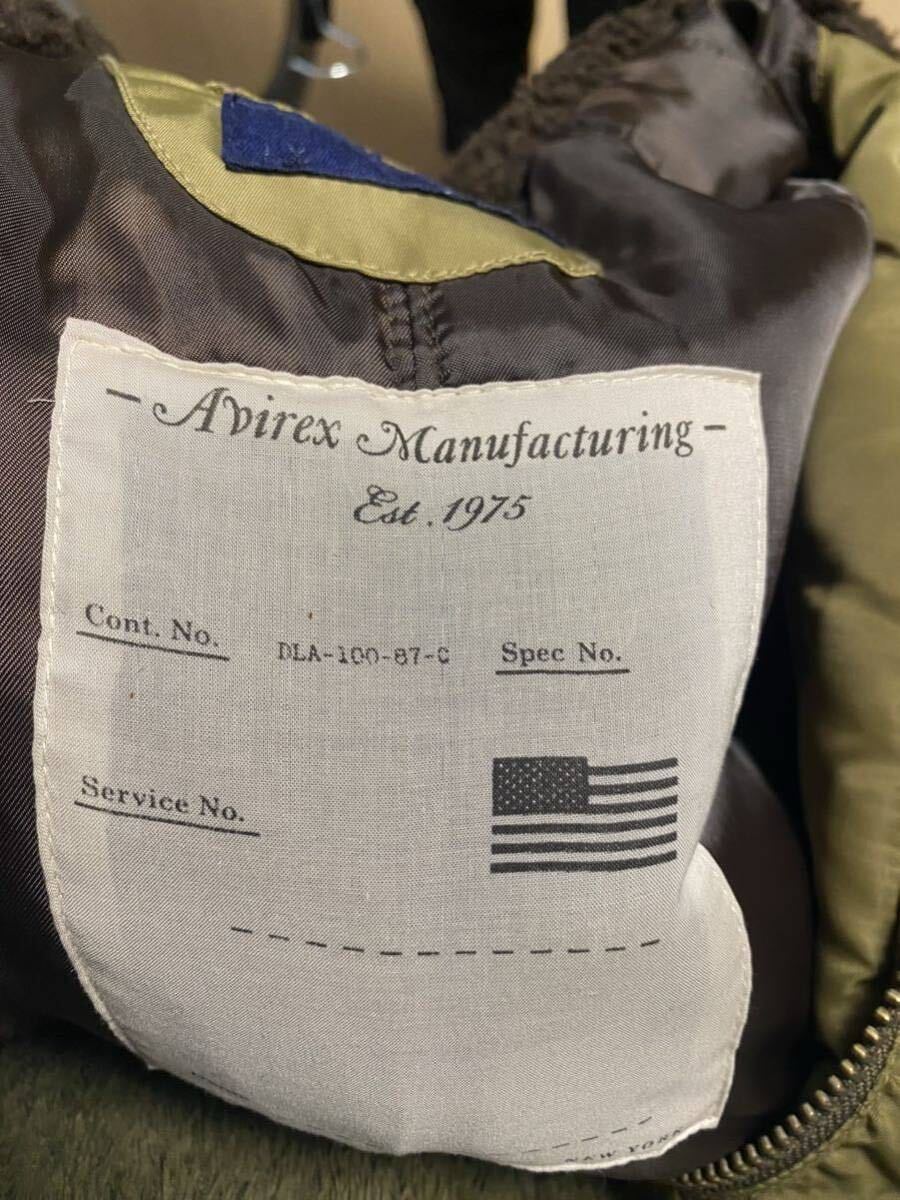 - Avirex Manufacturing -
Est. 1975
Cont. No. DLA-100-87-C Spec No.
Service No.
NEW YORK